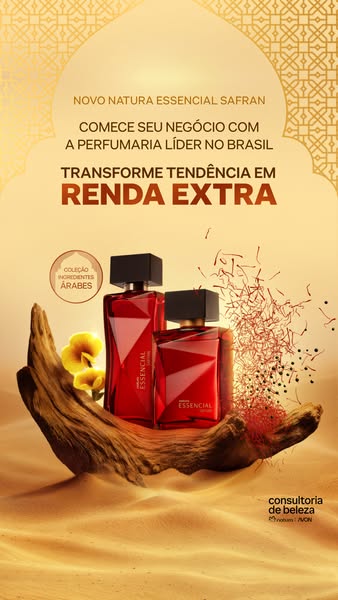 NOVO NATURA ESSENCIAL SAFRAN
COMECE SEU NEGÓCIO COM
A PERFUMARIA LÍDER NO BRASIL
TRANSFORME TENDÊNCIA EM
RENDA EXTRA
COLEÇÃO
INGREDIENTES
ÁRABES
ESSENCIAL
ESSENCIAL
consultoria
de beleza
natura | AVON